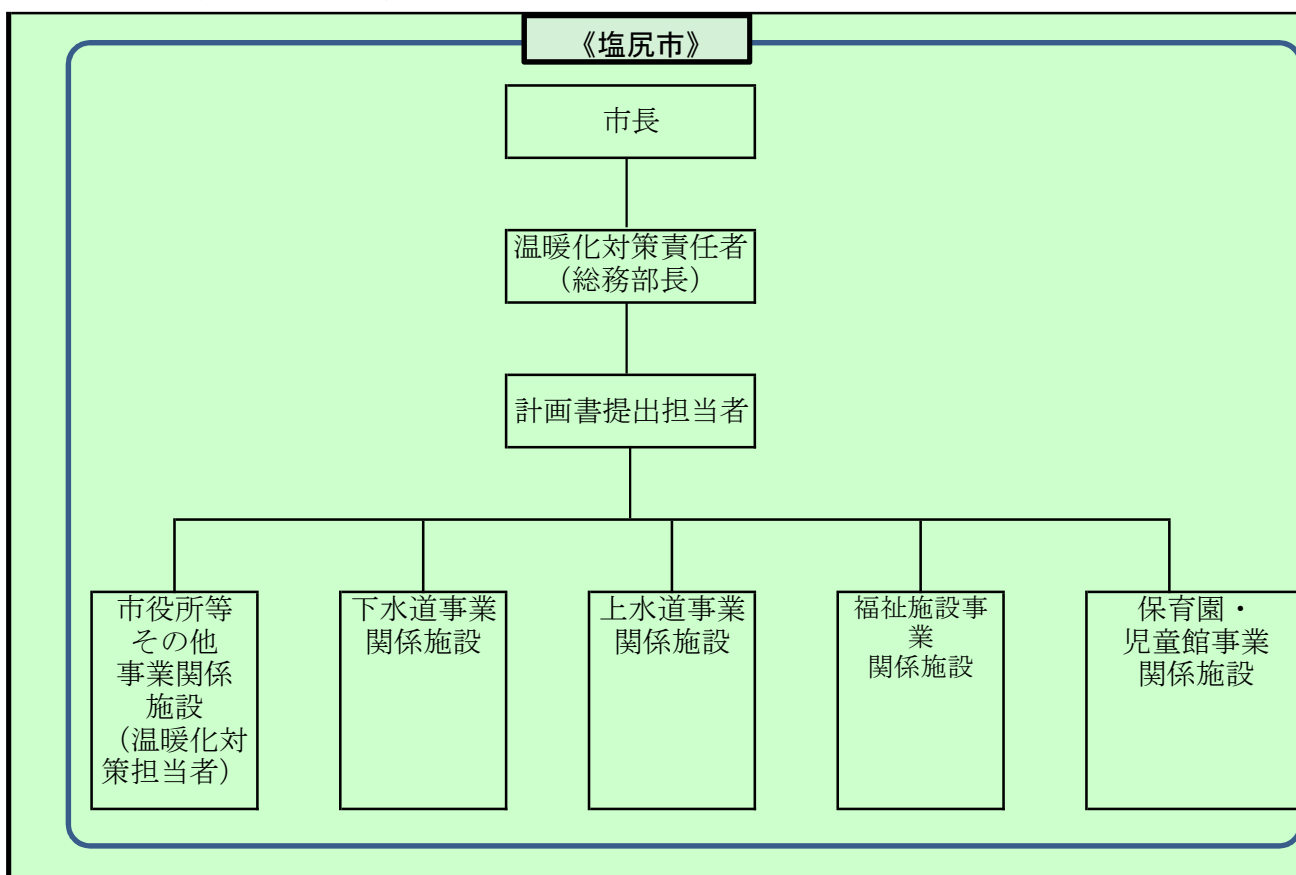 《塩尻市》
市長
温暖化対策責任者
（総務部長）
計画書提出担当者
市役所等
その他
事業関係
施設
（温暖化対
策担当者）
下水道事業
関係施設
上水道事業
関係施設
福祉施設事
業
関係施設
保育園・
児童館事業
関係施設